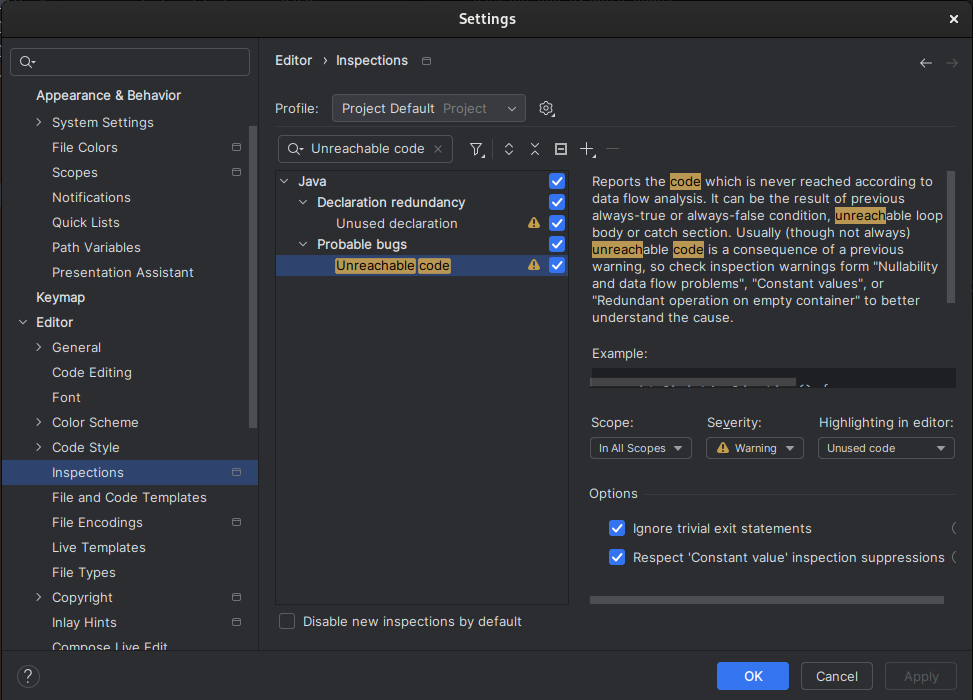 Settings
Appearance & Behavior
System Settings
File Colors
Scopes
Notifications
Quick Lists
Path Variables
Presentation Assistant
Keymap
Editor
General
Code Editing
Font
Color Scheme
Code Style
Inspections
File and Code Templates
File Encodings
Live Templates
File Types
Copyright
Inlay Hints
Compose Live Edit
?
Editor › Inspections
Profile: Project Default Project
Unreachable code
Java
Declaration redundancy
Unused declaration
Probable bugs
Unreachable code
Disable new inspections by default
Reports the code which is never reached according to
data flow analysis. It can be the result of previous
always-true or always-false condition, unreachable loop
body or catch section. Usually (though not always)
unreachable code is a consequence of a previous
warning, so check inspection warnings form "Nullability
and data flow problems", "Constant values", or
"Redundant operation on empty container" to better
understand the cause.
Example:
Scope: Severity: Highlighting in editor:
In All Scopes Warning Unused code
Options
Ignore trivial exit statements
Respect 'Constant value' inspection suppressions
OK Cancel Apply